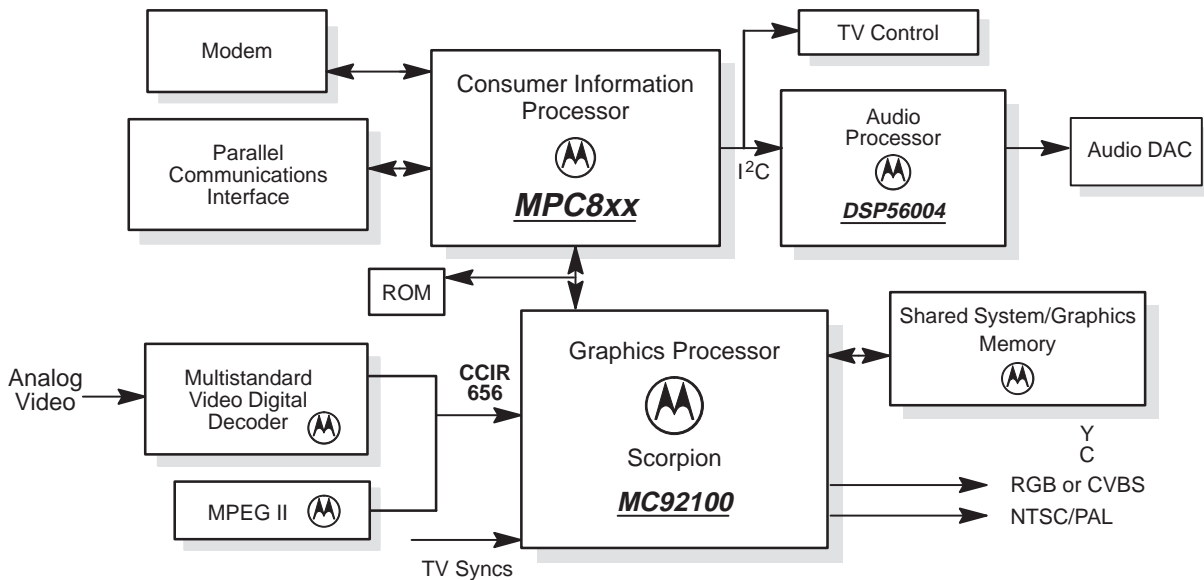 Modem
Consumer Information
Processor
MPC8xx
TV Control
Parallel
Communications
Interface
I²C
Audio
Processor
DSP56004
Audio DAC
ROM
Analog
Video
Multistandard
Video Digital
Decoder
MPEG II
CCIR
656
TV Syncs
Graphics Processor
Scorpion
MC92100
Shared System/Graphics
Memory
Y
C
RGB or CVBS
NTSC/PAL